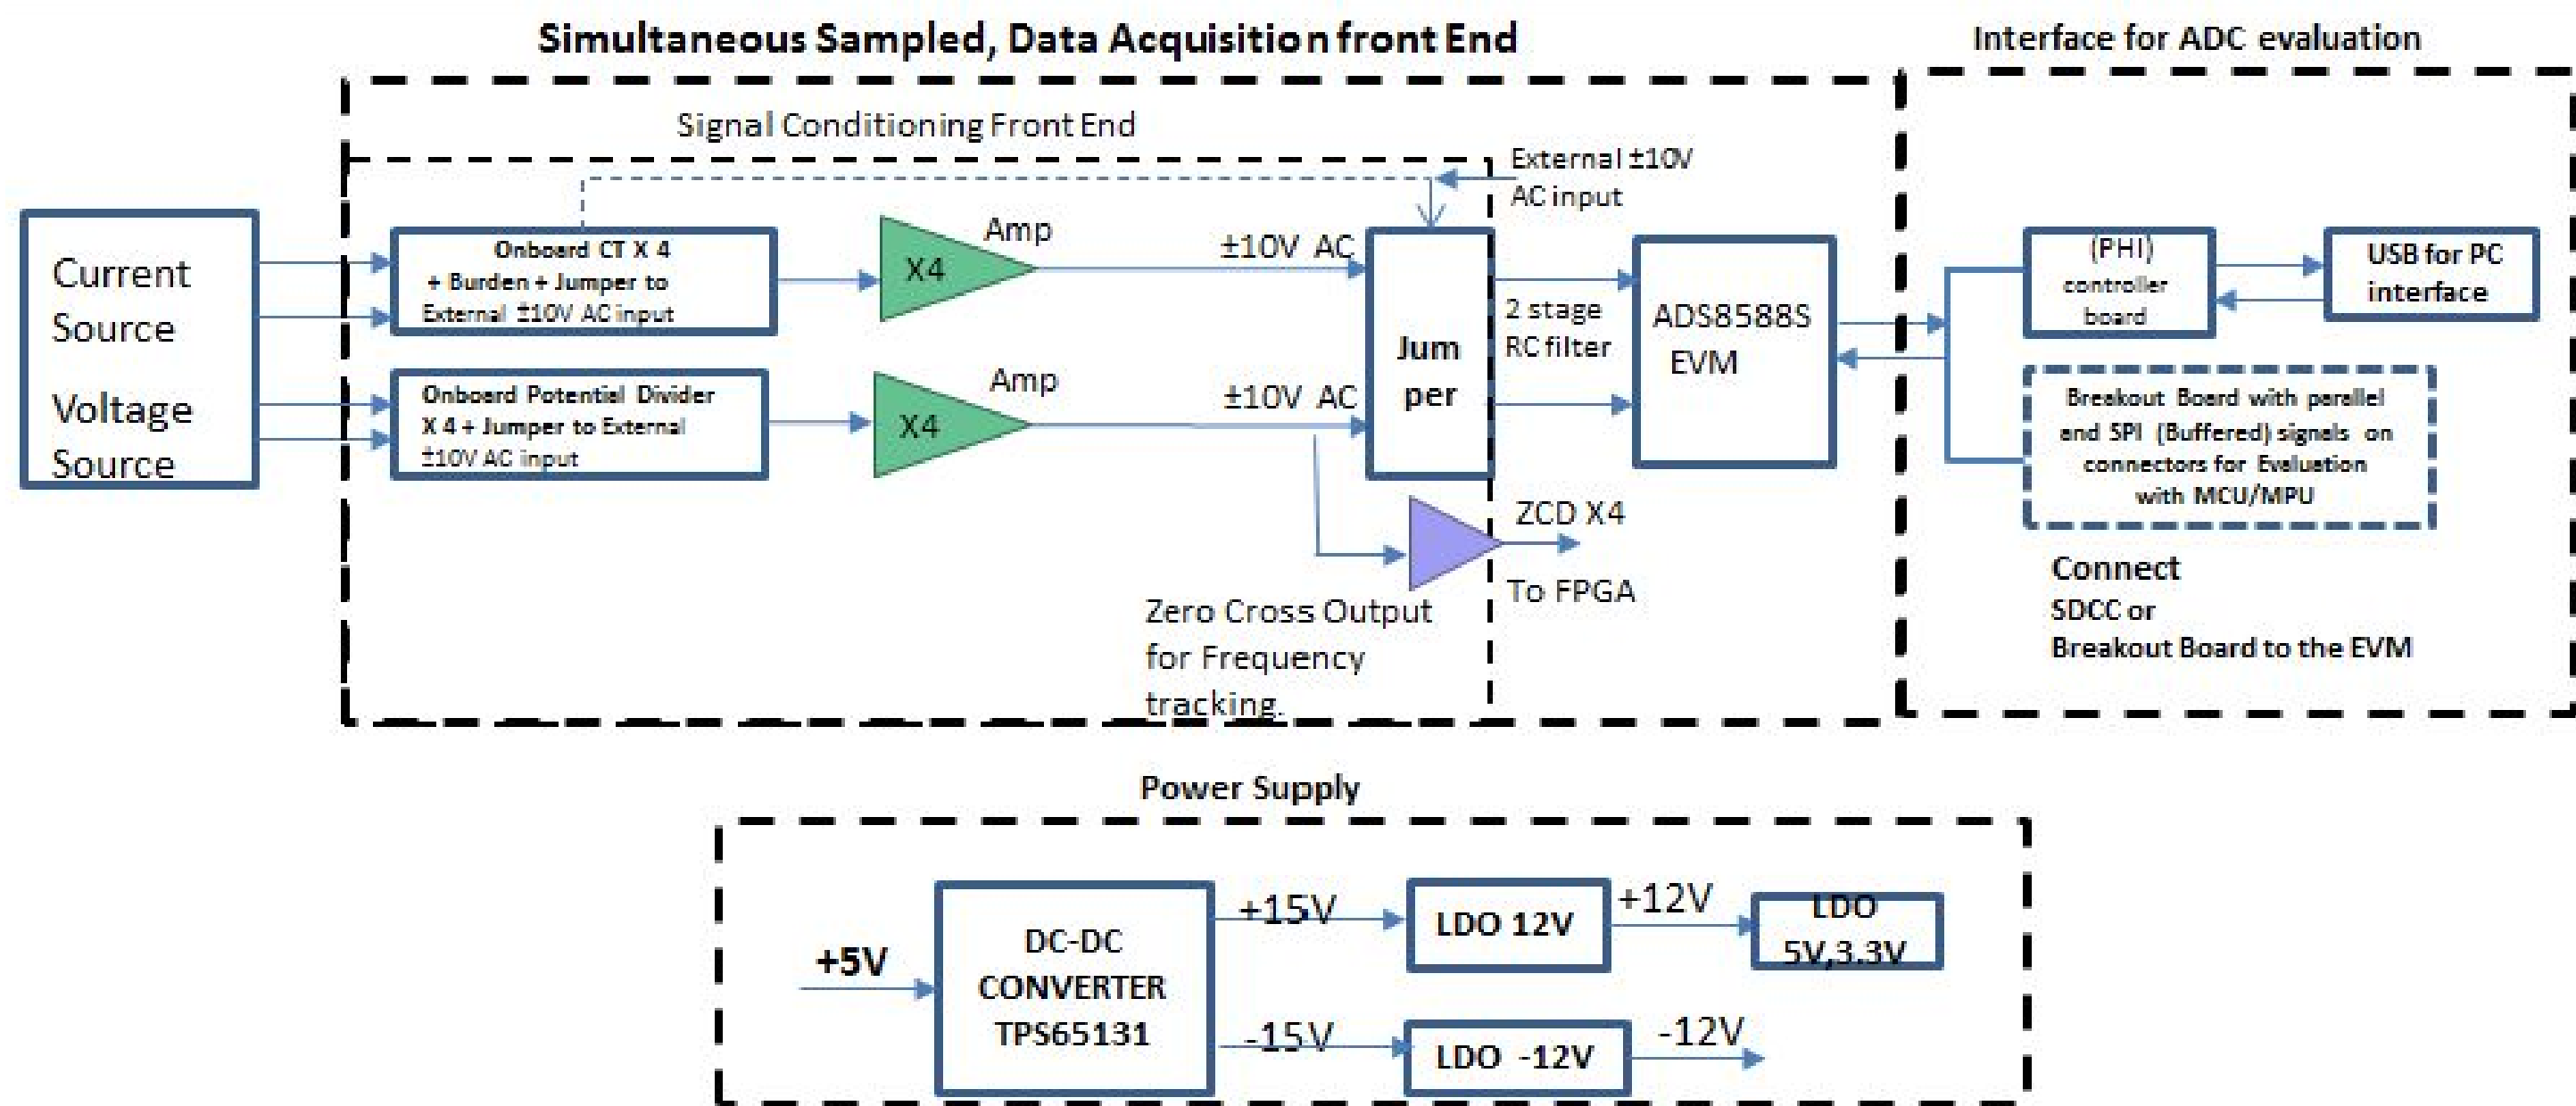 Simultaneous Sampled, Data Acquisition front End
Interface for ADC evaluation
Signal Conditioning Front End
External ±10V
AC input
Current
Source
Voltage
Source
Onboard CT X 4
+ Burden + Jumper to
External ±10V AC input
X4
Amp
±10V AC
Onboard Potential Divider
X 4 + Jumper to External
±10V AC input
X4
Amp
±10V AC
Jum
per
2 stage
RC filter
ADS8588S
EVM
(PHI)
controller
board
USB for PC
interface
Breakout Board with parallel
and SPI (Buffered) signals on
connectors for Evaluation
with MCU/MPU
ZCD X4
To FPGA
Zero Cross Output
for Frequency
tracking.
Connect
SDCC or
Breakout Board to the EVM
Power Supply
+5V
DC-DC
CONVERTER
TPS65131
+15V
LDO 12V
+12V
LDO
5V,3.3V
-15V
LDO -12V
-12V